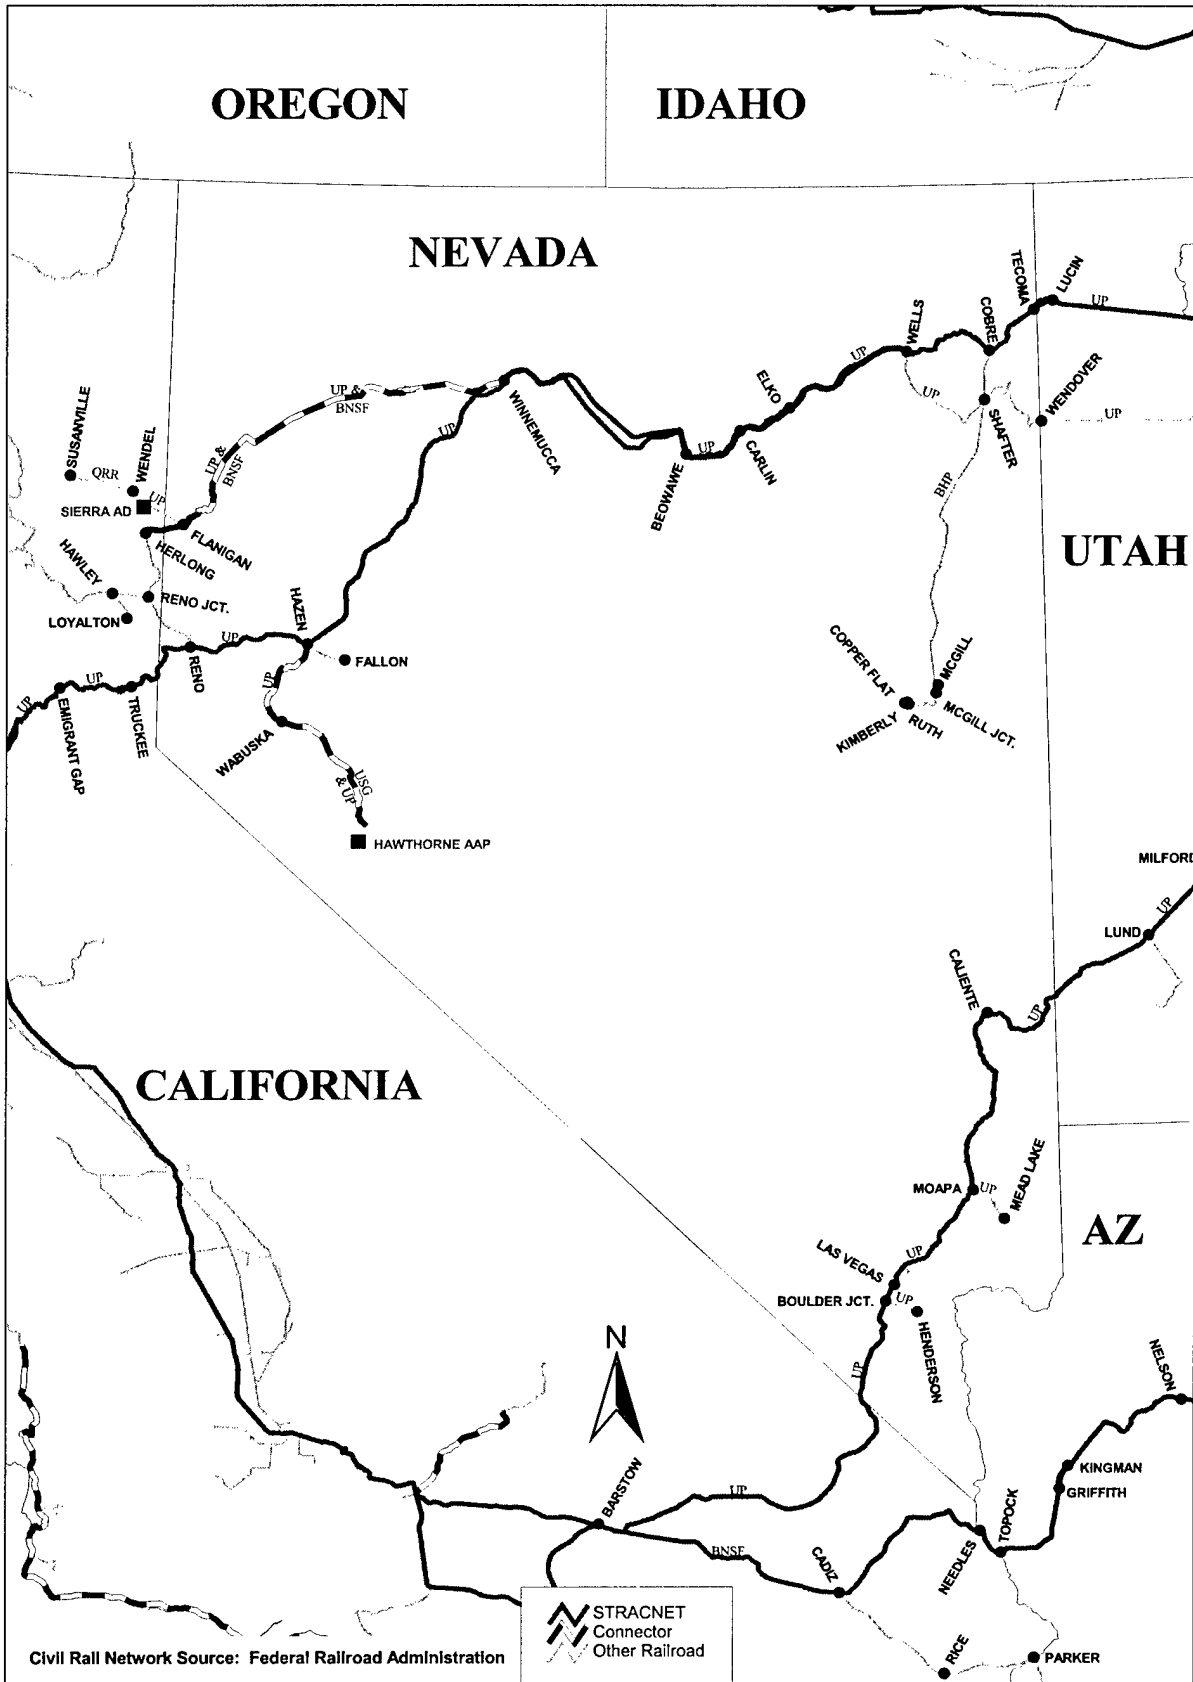 OREGON
IDAHO
NEVADA
TECOMA
LUCIN
UP
COBRE
WELLS
UP
WENDOVER
UP
UP
SHAFTER
ELKO
CARLIN
UP
BEOWAWE
WINNEMUCCA
UP &
BNSF
UP
UP &
BNSF
SUSANVILLE
QRR
WENDEL
UP
SIERRA AD
FLANIGAN
HERLONG
HAWLEY
RENO JCT.
LOYALTON
BHP
UTAH
HAZEN
UP
RENO
FALLON
UP
TRUCKEE
EMIGRANT GAP
UP
UP
WABUSKA
USG
& UP
HAWTHORNE AAP
COPPER FLAT
MCGILL
KIMBERLY
RUTH
MCGILL JCT.
MILFORD
UP
LUND
CALIENTE
UP
CALIFORNIA
MOAPA
UP
MEAD LAKE
AZ
LAS VEGAS
UP
BOULDER JCT.
UP
HENDERSON
UP
N
NELSON
KINGMAN
GRIFFITH
BARSTOW
UP
TOPOCK
NEEDLES
BNSF
CADIZ
STRACNET
Connector
Other Railroad
RICE
PARKER
Civil Rail Network Source: Federal Railroad Administration